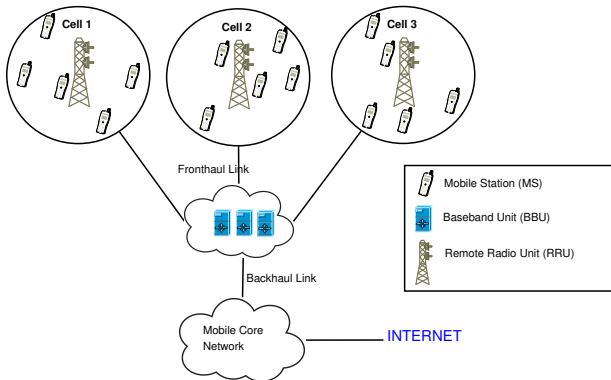 Cell 1
Cell 2
Cell 3
Fronthaul Link
Mobile Station (MS)
Baseband Unit (BBU)
Remote Radio Unit (RRU)
Backhaul Link
Mobile Core
Network
INTERNET